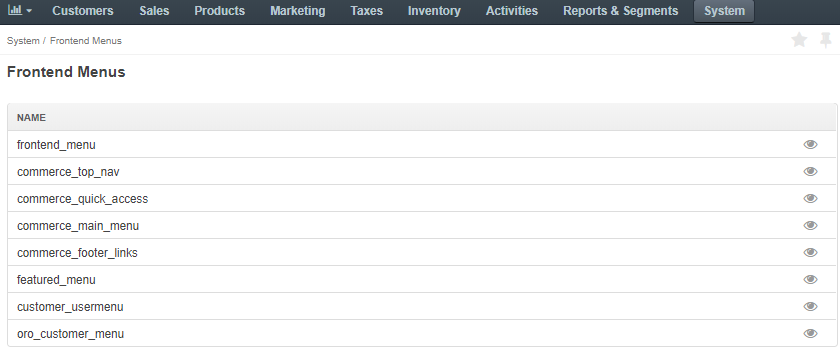 Customers Sales Products Marketing Taxes Inventory Activities Reports & Segments System
System / Frontend Menus
Frontend Menus
NAME
frontend_menu
commerce_top_nav
commerce_quick_access
commerce_main_menu
commerce_footer_links
featured_menu
customer_usermenu
oro_customer_menu